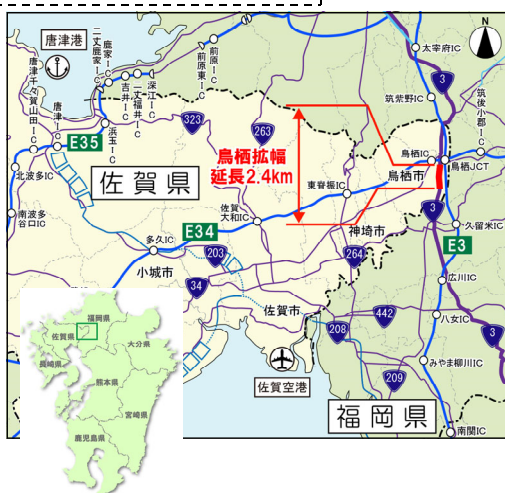 唐津港
N
鹿家IC
二丈鹿家IC
吉井IC
二丈福井IC
深江IC
前原東IC
前原IC
太宰府IC
3
筑紫野IC
筑後小郡IC
唐津千々賀山田IC
唐津IC
浜玉IC
E35
323
263
鳥栖拡幅
延長2.4km
鳥栖IC
鳥栖JCT
鳥栖市
東脊振IC
北波多IC
佐賀県
南波多
谷口IC
佐賀
大和IC
神埼市
3
久留米IC
E34
E3
多久IC
203
小城市
264
広川IC
34
佐賀市
442
八女IC
208
3
みやま柳川IC
209
佐賀空港
福岡県
南関IC
福岡県
佐賀県
大分県
長崎県
熊本県
宮崎県
鹿児島県